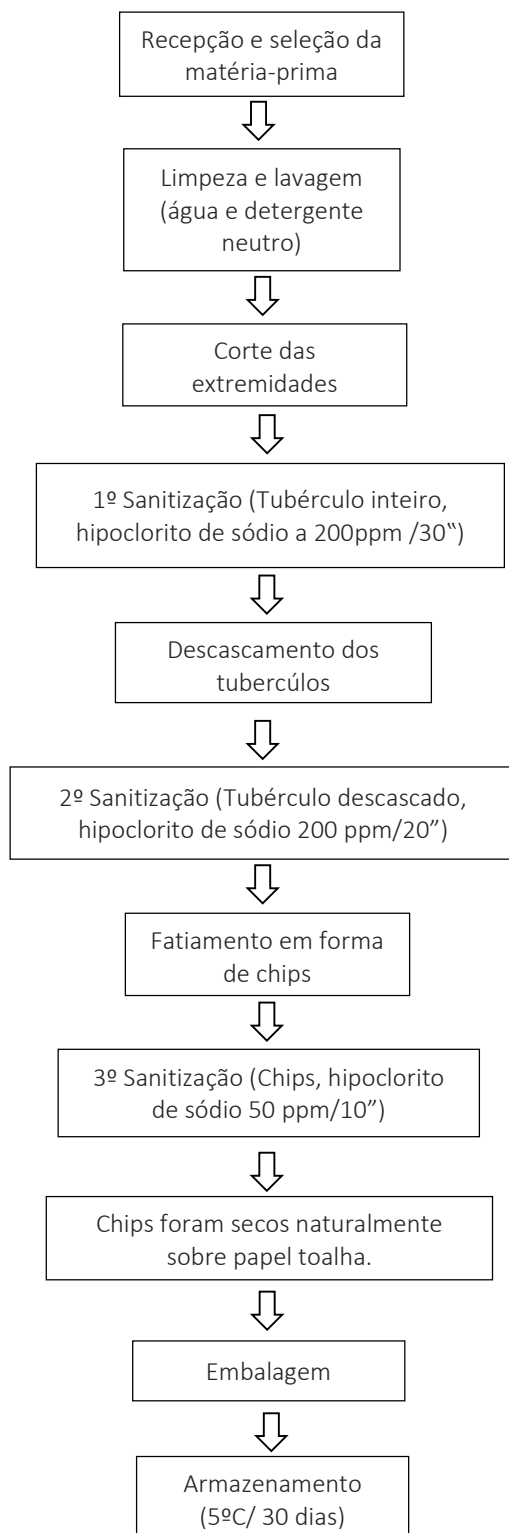 Recepção e seleção da
matéria-prima
Limpeza e lavagem
(água e detergente
neutro)
Corte das
extremidades
1º Sanitização (Tubérculo inteiro,
hipoclorito de sódio a 200ppm /30‟)
Descascamento dos
tubercúlos
2º Sanitização (Tubérculo descascado,
hipoclorito de sódio 200 ppm/20”)
Fatiamento em forma
de chips
3º Sanitização (Chips, hipoclorito
de sódio 50 ppm/10”)
Chips foram secos naturalmente
sobre papel toalha.
Embalagem
Armazenamento
(5ºC/ 30 dias)